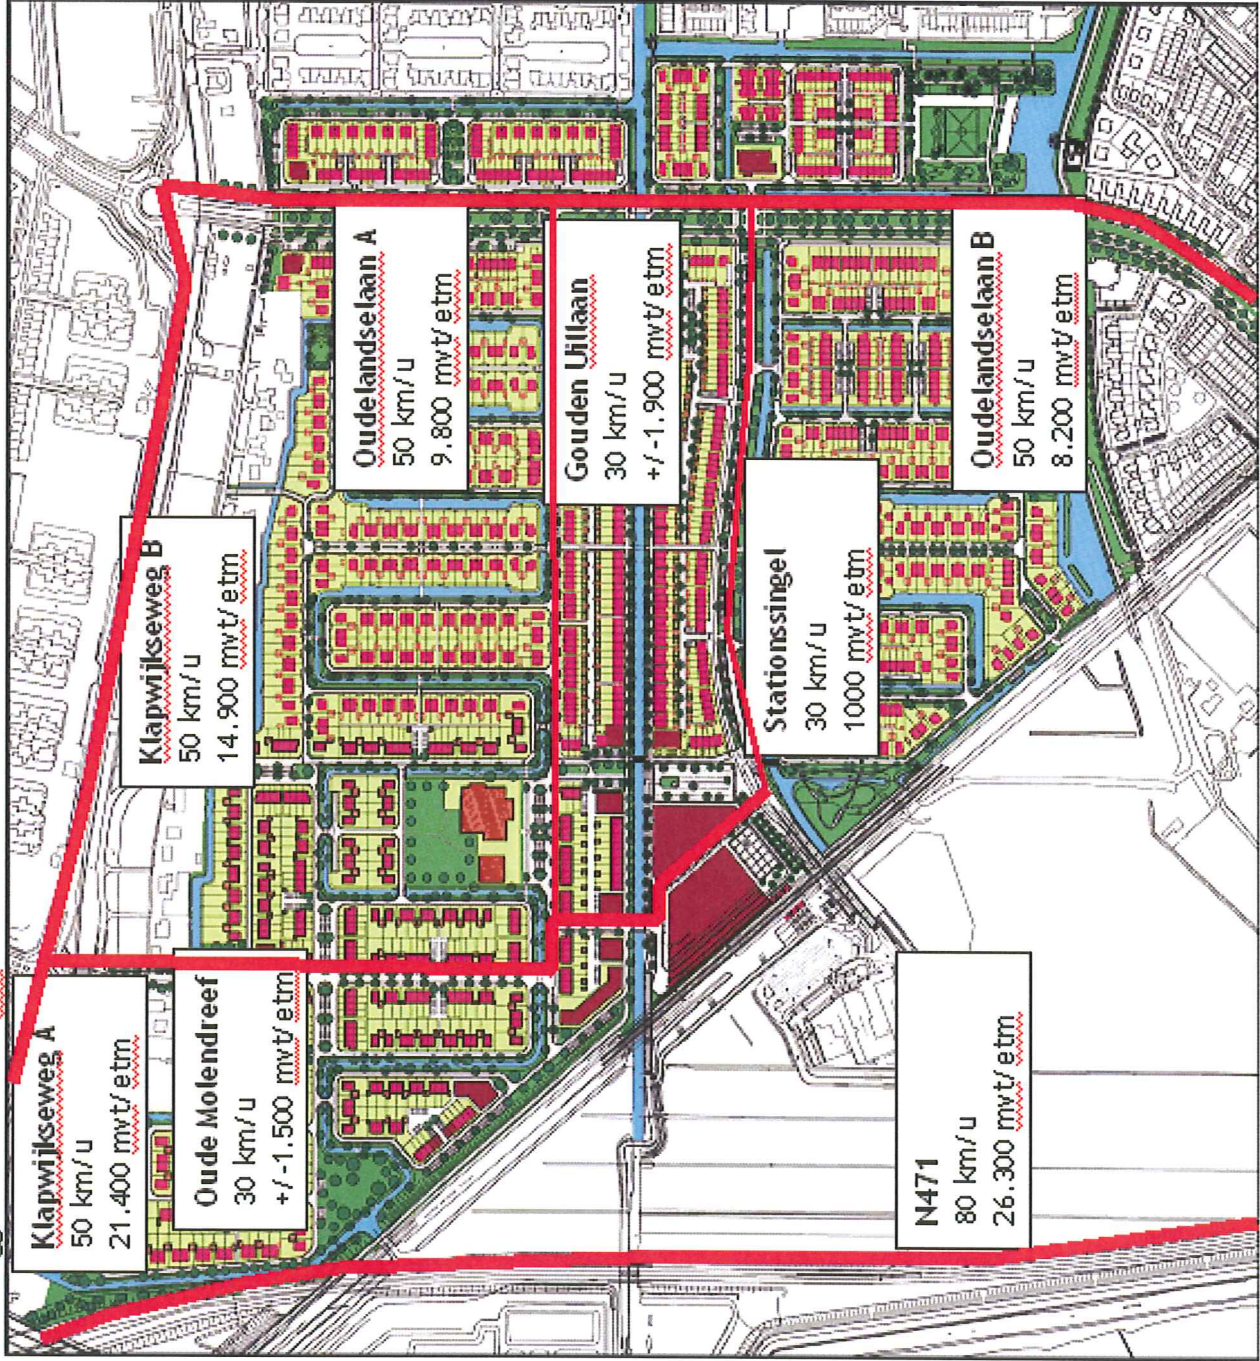 Klapwijkseweg A
50 km/u
21.400 mvt/etm
Oude Molendreef
30 km/u
+/-1.500 mvt/etm
Klapwijkseweg B
50 km/u
14.900 mvt/etm
Oudelandselaan A
50 km/u
9.800 mvt/etm
Gouden Uillaan
30 km/u
+/-1.900 mvt/etm
Stationssingel
30 km/u
1000 mvt/etm
Oudelandselaan B
50 km/u
8.200 mvt/etm
N471
80 km/u
26.300 mvt/etm